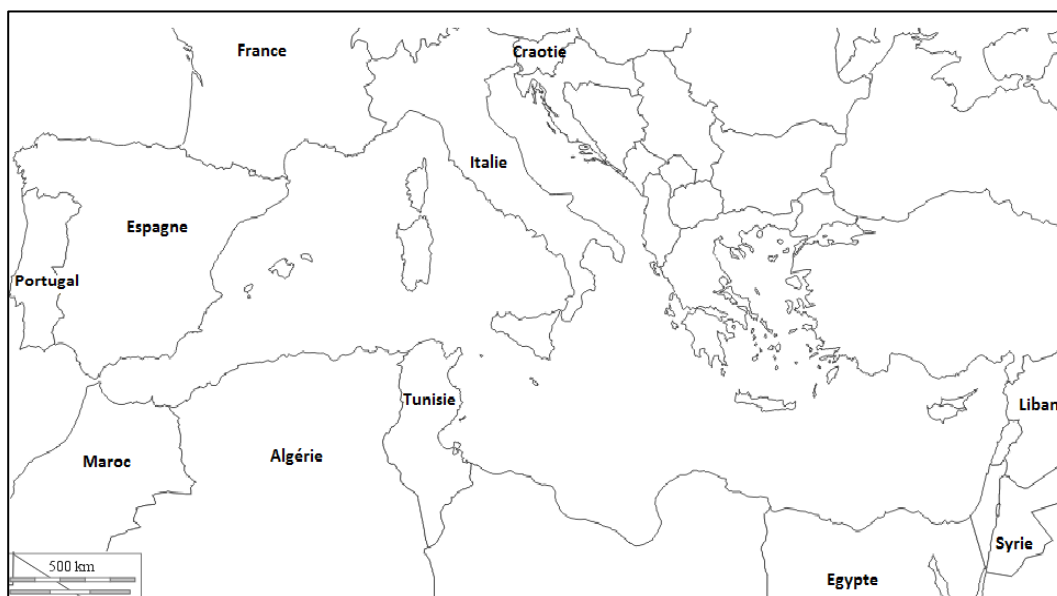 France
Craotie
Italie
Espagne
Portugal
Tunisie
Liban
Maroc
Algérie
Syrie
500 km
Egypte